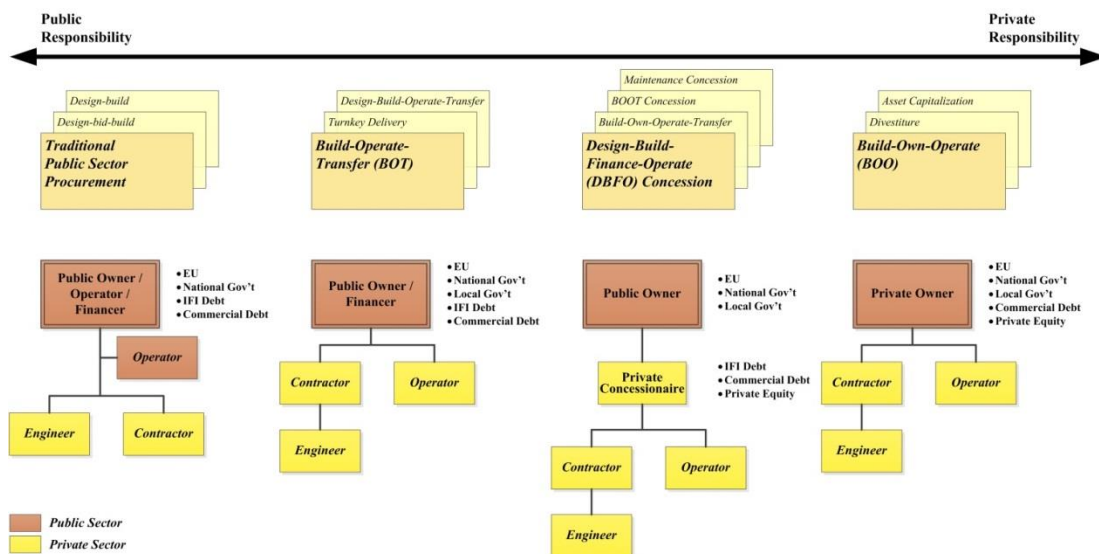 Public
Responsibility
Private
Responsibility
Design-build
Design-bid-build
Traditional
Public Sector
Procurement
Design-Build-Operate-Transfer
Turnkey Delivery
Build-Operate-
Transfer (BOT)
Maintenance Concession
BOOT Concession
Build-Own-Operate-Transfer
Design-Build-
Finance-Operate
(DBFO) Concession
Asset Capitalization
Divestiture
Build-Own-Operate
(BOO)
Public Owner /
Operator /
Financer
• EU
• National Gov't
• IFI Debt
• Commercial Debt
Operator
Engineer
Contractor
Public Owner /
Financer
• EU
• National Gov't
• Local Gov't
• IFI Debt
• Commercial Debt
Contractor
Operator
Engineer
Public Owner
• EU
• National Gov't
• Local Gov't
Private
Concessionaire
• IFI Debt
• Commercial Debt
• Private Equity
Contractor
Operator
Engineer
Private Owner
• EU
• National Gov't
• Local Gov't
• Commercial Debt
• Private Equity
Contractor
Operator
Engineer
Public Sector
Private Sector